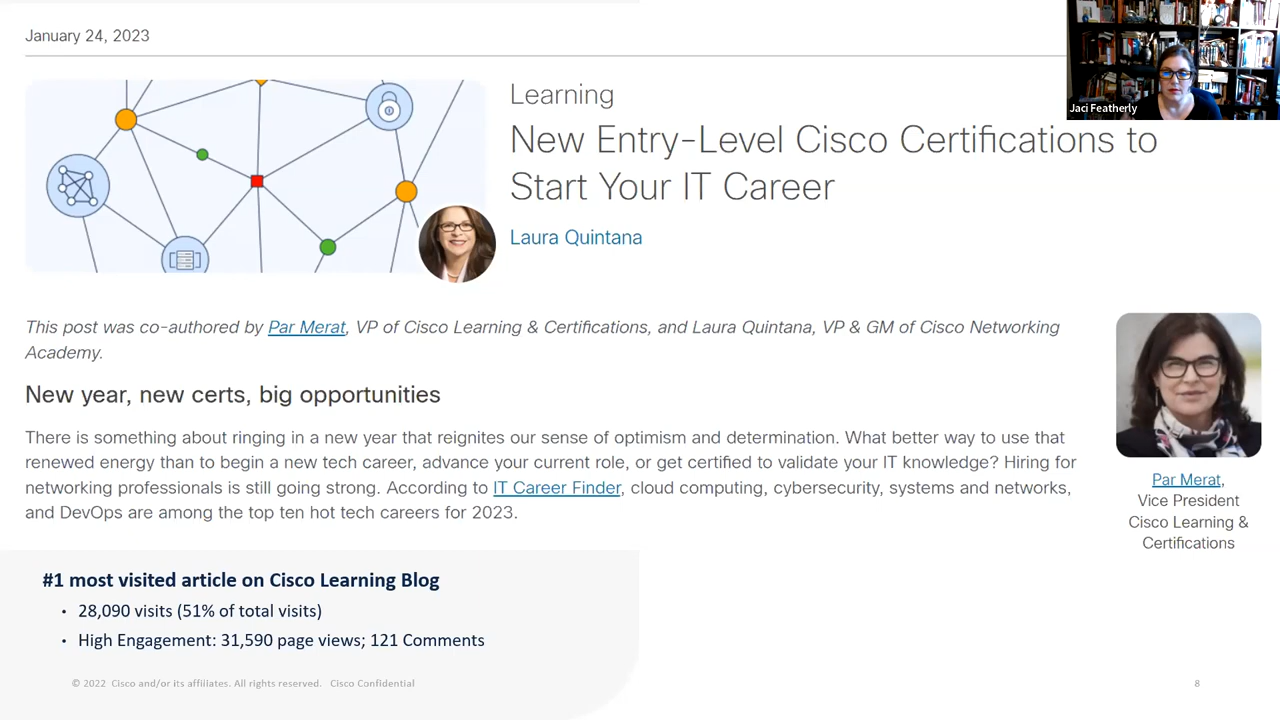 January 24, 2023
Jaci Featherly
Learning
New Entry-Level Cisco Certifications to
Start Your IT Career
Laura Quintana
This post was co-authored by Par Merat, VP of Cisco Learning & Certifications, and Laura Quintana, VP & GM of Cisco Networking
Academy.
New year, new certs, big opportunities
There is something about ringing in a new year that reignites our sense of optimism and determination. What better way to use that
renewed energy than to begin a new tech career, advance your current role, or get certified to validate your IT knowledge? Hiring for
networking professionals is still going strong. According to IT Career Finder, cloud computing, cybersecurity, systems and networks,
and DevOps are among the top ten hot tech careers for 2023.
Par Merat,
Vice President
Cisco Learning &
Certifications
#1 most visited article on Cisco Learning Blog
• 28,090 visits (51% of total visits)
• High Engagement: 31,590 page views; 121 Comments
© 2022 Cisco and/or its affiliates. All rights reserved. Cisco Confidential
8